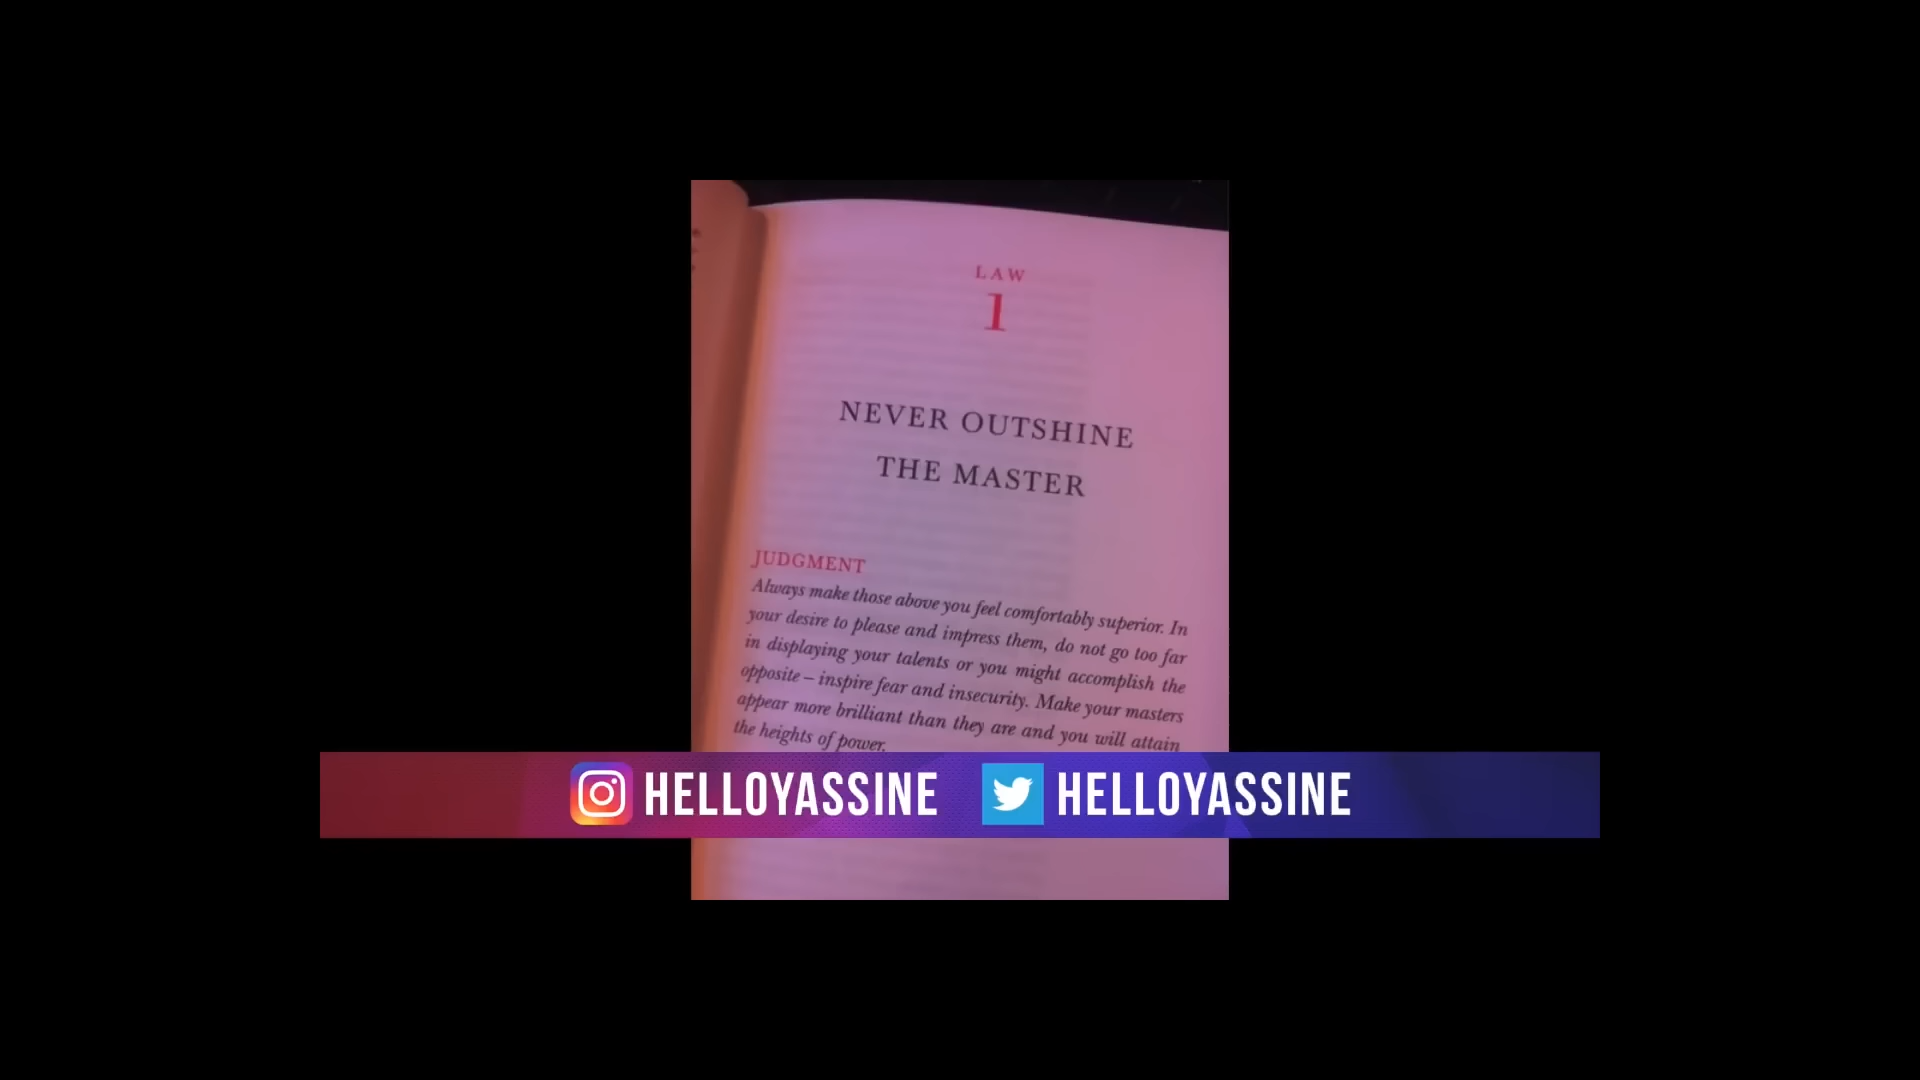 LAW
1
NEVER OUTSHINE
THE MASTER
JUDGMENT
Always make those above you feel comfortably superior. In
your desire to please and impress them, do not go too far
in displaying your talents or you might accomplish the
opposite – inspire fear and insecurity. Make your masters
appear more brilliant than they are and you will attain
the heights of power.
HELLOYASSINE HELLOYASSINE